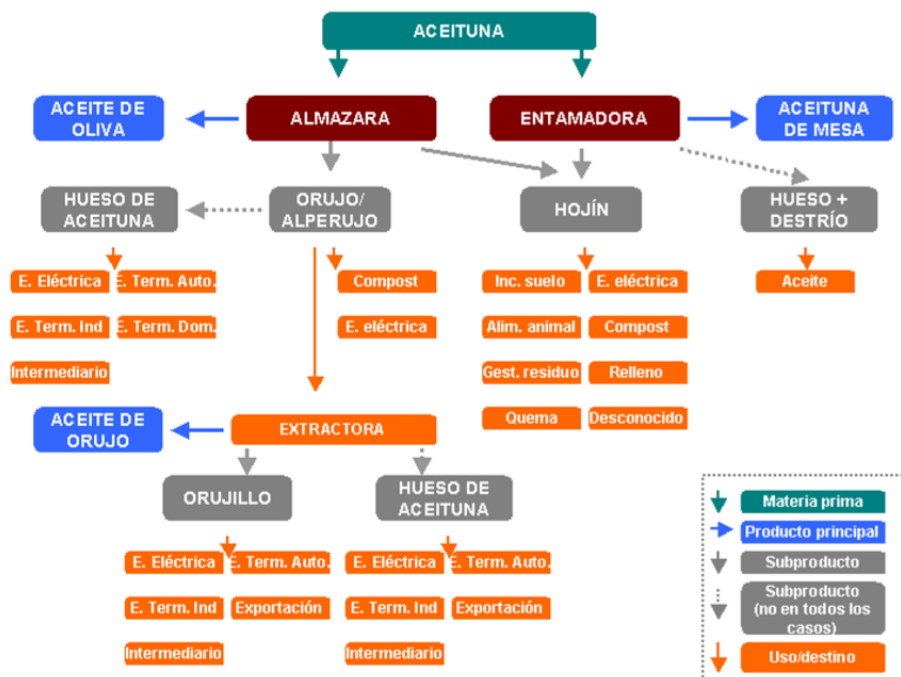 ACEITUNA
ACEITE DE
OLIVA
ALMAZARA
ENTAMADORA
ACEITUNA
DE MESA
HUESO DE
ACEITUNA
ORUJO/
ALPERUJO
HOJÍN
HUESO +
DESTRÍO
E. Eléctrica
E. Term. Auto.
Compost
Inc. suelo
E. eléctrica
Aceite
E. Term. Ind
E. Term. Dom.
E. eléctrica
Alim. animal
Compost
Intermediario
Gest. residuo
Relleno
Quema
Desconocido
ACEITE DE
ORUJO
EXTRACTORA
ORUJILLO
HUESO DE
ACEITUNA
E. Eléctrica
E. Term. Auto.
E. Eléctrica
E. Term. Auto.
E. Term. Ind
Exportación
E. Term. Ind
Exportación
Intermediario
Intermediario
Materia prima
Producto principal
Subproducto
Subproducto
(no en todos los
casos)
Uso/destino